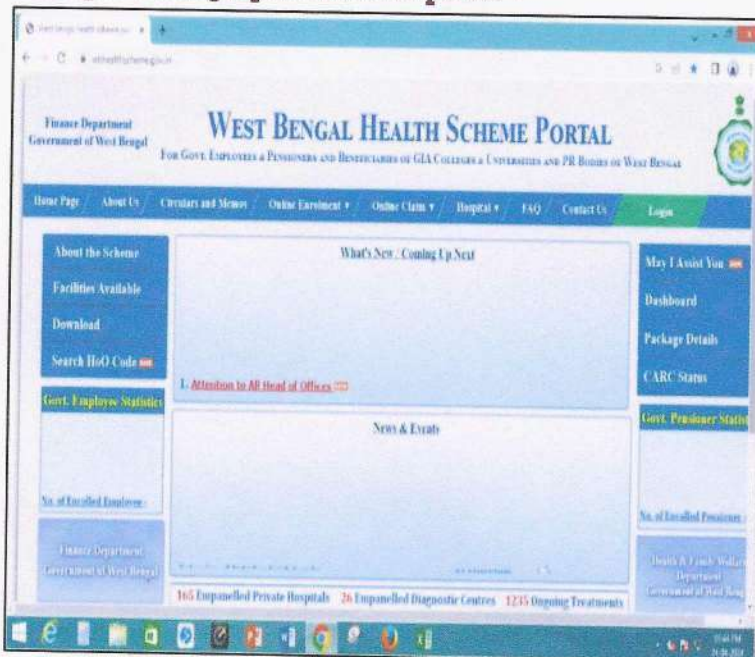 WEST BENGAL HEALTH SCHEME PORTAL
Finance Department
Government of West Bengal
FOR GOVT. EMPLOYEES & PENSIONERS AND BENEFICIARIES OF GIA COLLEGES & UNIVERSITIES AND PR BODIES OF WEST BENGAL
Home Page
About Us
Circulars and Memos
Online Enrolment
Online Claim
Hospital
FAQ
Contact Us
Login
About the Scheme
Facilities Available
Download
Search HoO Code
Govt. Employee Statistics
No. of Enrolled Employee :
Finance Department
Government of West Bengal
What's New / Coming Up Next
1. Attention to All Head of Offices
News & Events
165 Empanelled Private Hospitals 26 Empanelled Diagnostic Centres 1235 Ongoing Treatments
May I Assist You
Dashboard
Package Details
CARC Status
Govt. Pensioner Statist
No. of Enrolled Pensioner
Health & Family Welfare
Department
Government of West Beng